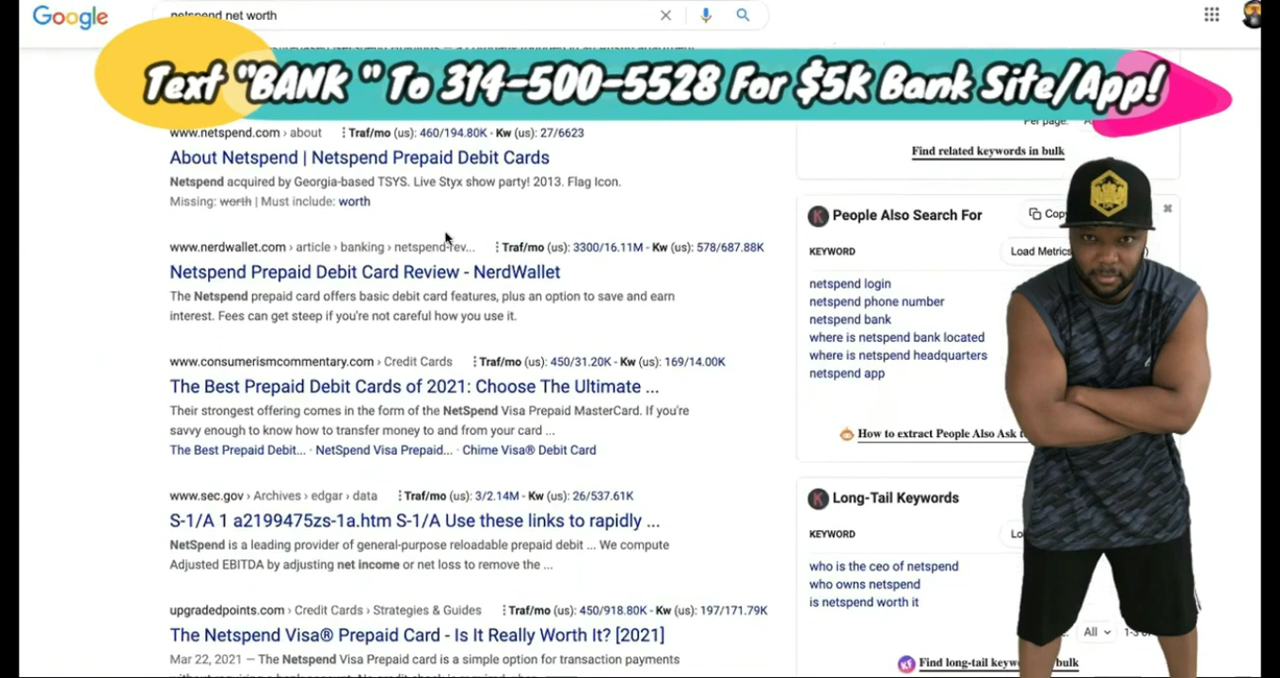 Google
netspend net worth
Text "BANK " To 314-500-5528 For $5K Bank Site/App!
www.netspend.com › about Traf/mo (us): 460/194.80K - Kw (us): 27/6623
About Netspend | Netspend Prepaid Debit Cards
Netspend acquired by Georgia-based TSYS. Live Styx show party! 2013. Flag Icon.
Missing: worth | Must include: worth
www.nerdwallet.com › article › banking › netspend-rev... Traf/mo (us): 3300/16.11M - Kw (us): 578/687.88K
Netspend Prepaid Debit Card Review - NerdWallet
The Netspend prepaid card offers basic debit card features, plus an option to save and earn
interest. Fees can get steep if you're not careful how you use it.
www.consumerismcommentary.com › Credit Cards Traf/mo (us): 450/31.20K - Kw (us): 169/14.00K
The Best Prepaid Debit Cards of 2021: Choose The Ultimate ...
Their strongest offering comes in the form of the NetSpend Visa Prepaid MasterCard. If you're
savvy enough to know how to transfer money to and from your card ...
The Best Prepaid Debit... · NetSpend Visa Prepaid... · Chime Visa® Debit Card
www.sec.gov › Archives › edgar › data Traf/mo (us): 3/2.14M - Kw (us): 26/537.61K
S-1/A 1 a2199475zs-1a.htm S-1/A Use these links to rapidly ...
NetSpend is a leading provider of general-purpose reloadable prepaid debit ... We compute
Adjusted EBITDA by adjusting net income or net loss to remove the ...
upgradedpoints.com › Credit Cards › Strategies & Guides Traf/mo (us): 450/918.80K - Kw (us): 197/171.79K
The Netspend Visa® Prepaid Card - Is It Really Worth It? [2021]
Mar 22, 2021 — The Netspend Visa Prepaid card is a simple option for transaction payments
Per page:
Find related keywords in bulk
K People Also Search For Copy
KEYWORD Load Metrics
netspend login
netspend phone number
netspend bank
where is netspend bank located
where is netspend headquarters
netspend app
How to extract People Also Ask
K Long-Tail Keywords
KEYWORD
who is the ceo of netspend
who owns netspend
is netspend worth it
All
Find long-tail bulk